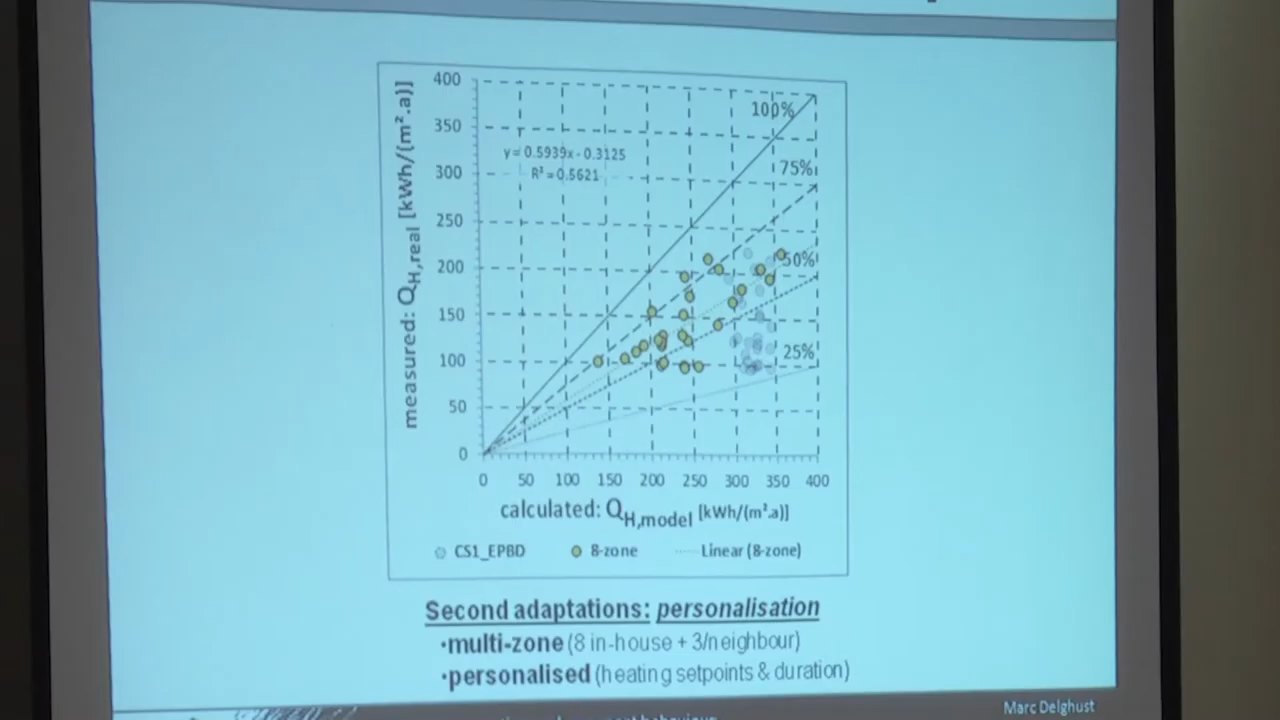 400
350
300
250
200
150
100
50
0
measured: QH,real [kWh/(m².a)]
y = 0.5939x - 0.3125
R² = 0.5621
100%
75%
50%
25%
0 50 100 150 200 250 300 350 400
calculated: QH,model [kWh/(m².a)]
CS1_EPBD 8-zone Linear (8-zone)
Second adaptations: personalisation
•multi-zone (8 in-house + 3/neighbour)
•personalised (heating setpoints & duration)
Marc Delghust